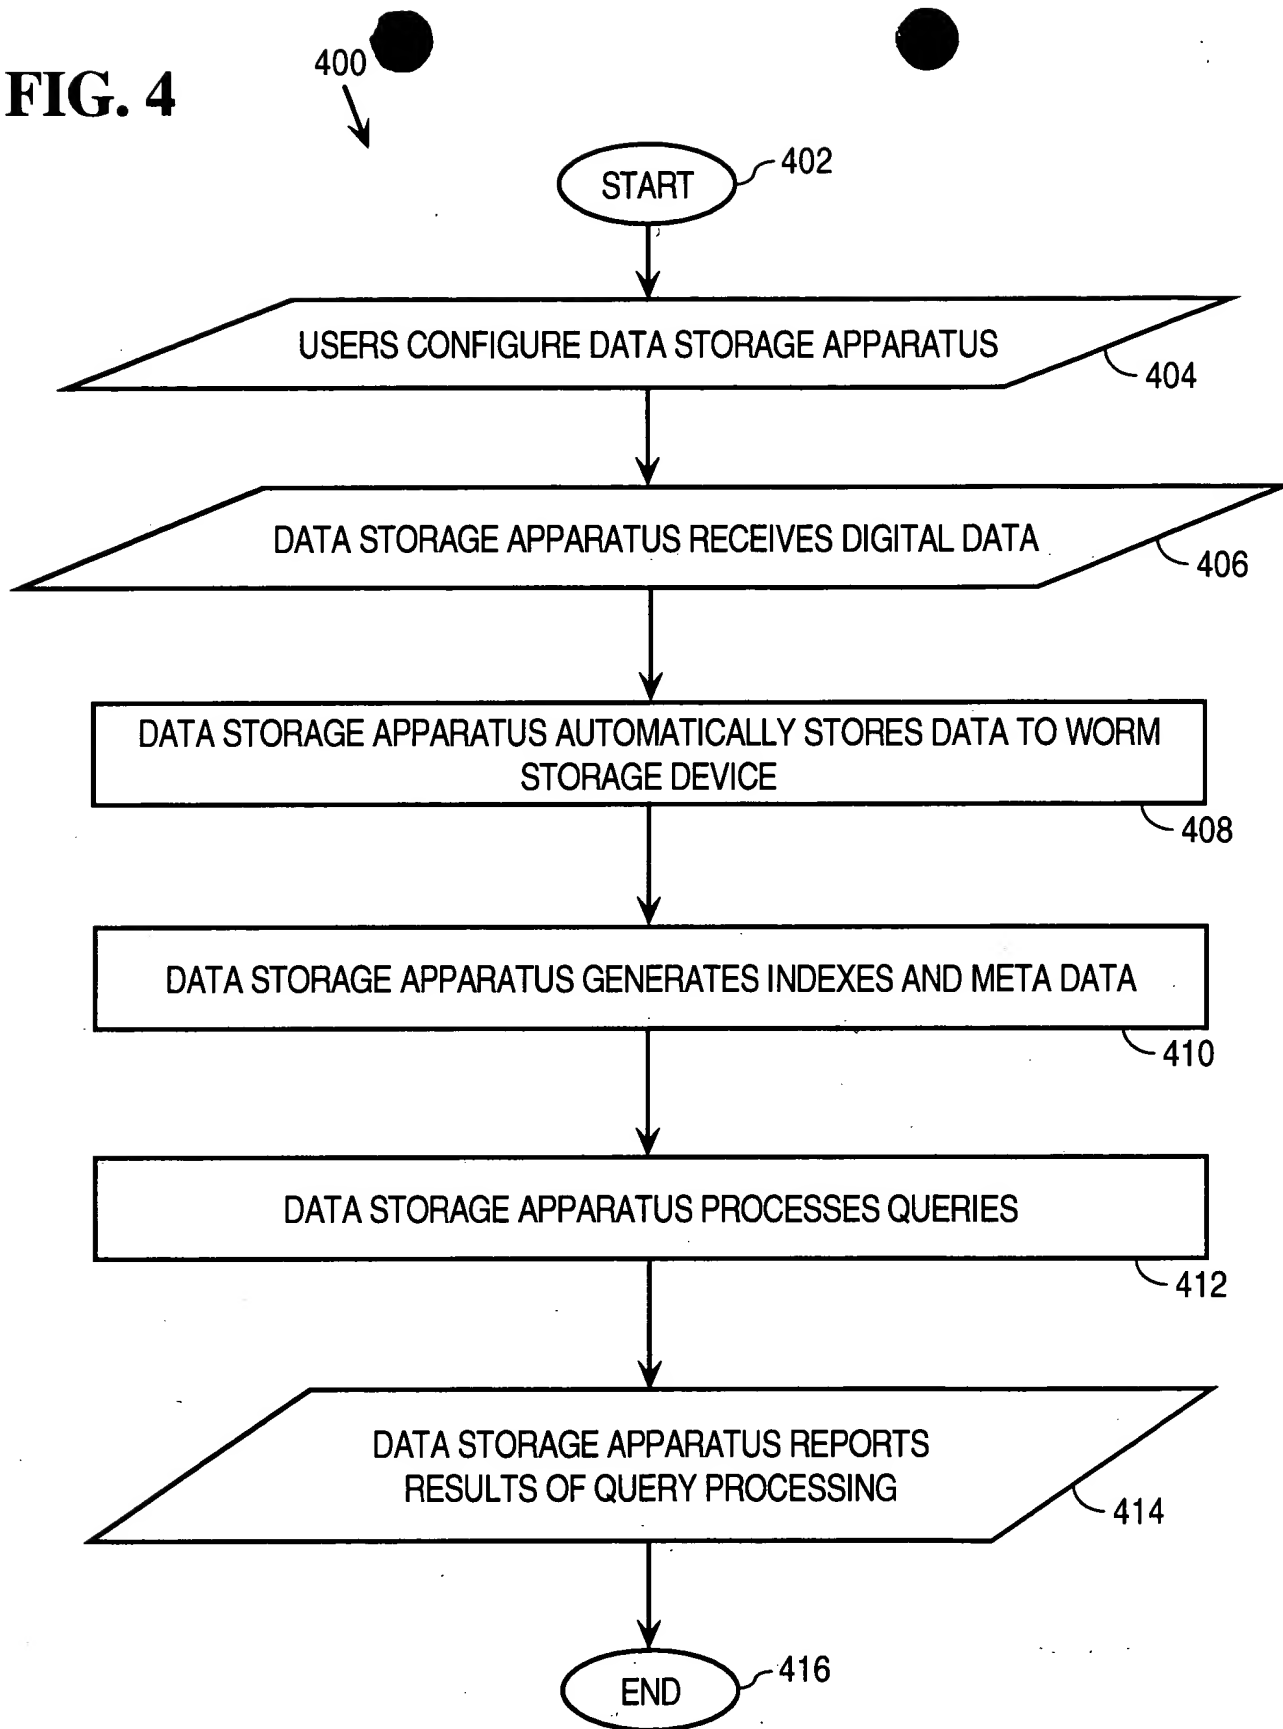 FIG. 4
400
START
402
USERS CONFIGURE DATA STORAGE APPARATUS
404
DATA STORAGE APPARATUS RECEIVES DIGITAL DATA
406
DATA STORAGE APPARATUS AUTOMATICALLY STORES DATA TO WORM
STORAGE DEVICE
408
DATA STORAGE APPARATUS GENERATES INDEXES AND META DATA
410
DATA STORAGE APPARATUS PROCESSES QUERIES
412
DATA STORAGE APPARATUS REPORTS
RESULTS OF QUERY PROCESSING
414
END
416